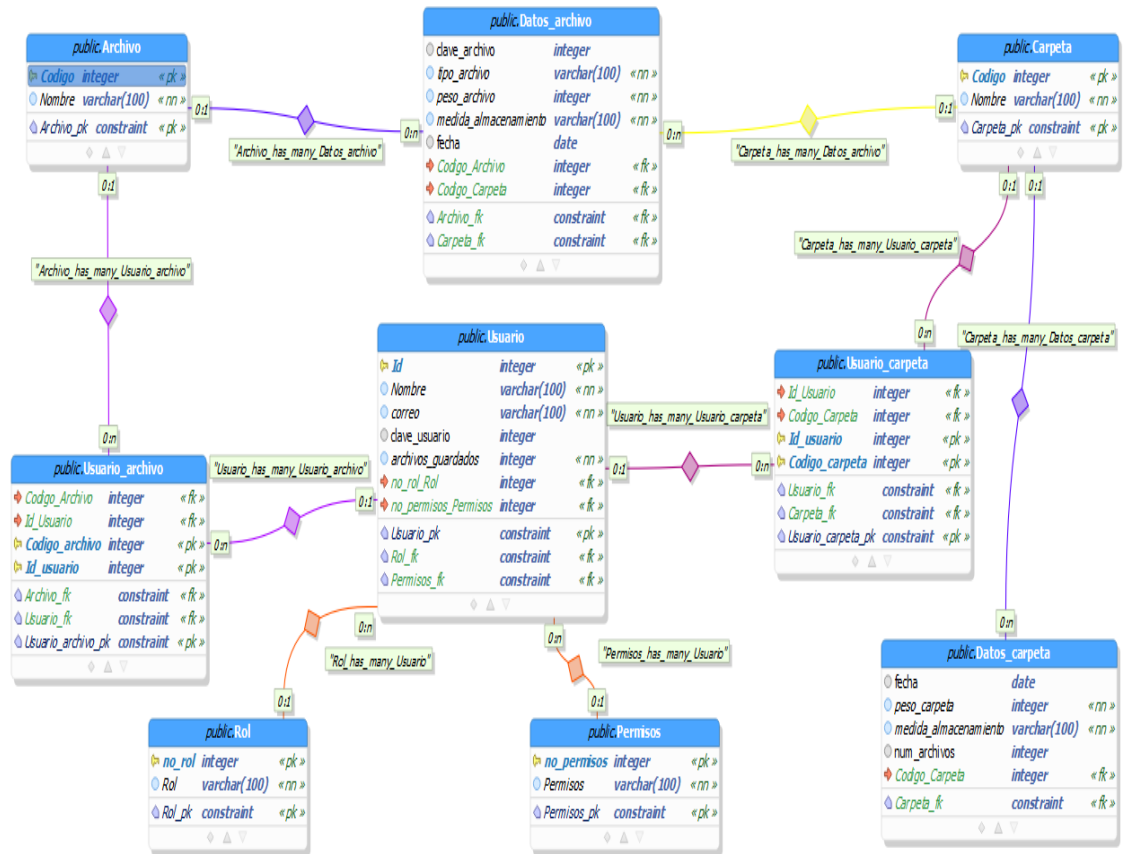 public.Archivo
Codigo integer «pk»
Nombre varchar(100) «nn»
Archivo_pk constraint «pk»
public.Datos_archivo
clave_archivo integer
tipo_archivo varchar(100) «nn»
peso_archivo integer «nn»
medida_almacenamiento varchar(100) «nn»
fecha date
Codigo_Archivo integer «fk»
Codigo_Carpeta integer «fk»
Archivo_fk constraint «fk»
Carpeta_fk constraint «fk»
public.Carpeta
Codigo integer «pk»
Nombre varchar(100) «nn»
Carpeta_pk constraint «pk»
0:1
0:n
"Archivo_has_many_Datos_archivo"
0:n
0:1
"Carpeta_has_many_Datos_archivo"
0:1
"Archivo_has_many_Usuario_archivo"
0:n
0:1
0:1
"Carpeta_has_many_Usuario_carpeta"
0:n
"Carpeta_has_many_Datos_carpeta"
0:n
public.Usuario
Id integer «pk»
Nombre varchar(100) «nn»
correo varchar(100) «nn»
clave_usuario integer
archivos_guardados integer «nn»
no_rol_Rol integer «fk»
no_permisos_Permisos integer «fk»
Usuario_pk constraint «pk»
Rol_fk constraint «fk»
Permisos_fk constraint «fk»
public.Usuario_carpeta
Id_Usuario integer «fk»
Codigo_Carpeta integer «fk»
Id_usuario integer «pk»
Codigo_carpeta integer «pk»
Usuario_fk constraint «fk»
Carpeta_fk constraint «fk»
Usuario_carpeta_pk constraint «pk»
"Usuario_has_many_Usuario_carpeta"
0:1
0:n
public.Usuario_archivo
Codigo_Archivo integer «fk»
Id_Usuario integer «fk»
Codigo_archivo integer «pk»
Id_usuario integer «pk»
Archivo_fk constraint «fk»
Usuario_fk constraint «fk»
Usuario_archivo_pk constraint «pk»
"Usuario_has_many_Usuario_archivo"
0:1
0:n
0:n
"Rol_has_many_Usuario"
0:1
0:n
"Permisos_has_many_Usuario"
0:1
public.Rol
no_rol integer «pk»
Rol varchar(100) «nn»
Rol_pk constraint «pk»
public.Permisos
no_permisos integer «pk»
Permisos varchar(100) «nn»
Permisos_pk constraint «pk»
public.Datos_carpeta
fecha date
peso_carpeta integer «nn»
medida_almacenamiento varchar(100) «nn»
num_archivos integer
Codigo_Carpeta integer «fk»
Carpeta_fk constraint «fk»